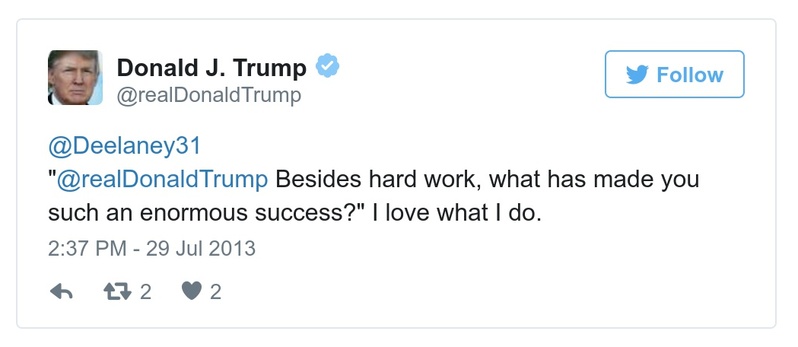 Donald J. Trump
@realDonaldTrump
Follow
@Deelaney31
"@realDonaldTrump Besides hard work, what has made you
such an enormous success?" I love what I do.
2:37 PM - 29 Jul 2013
2 2